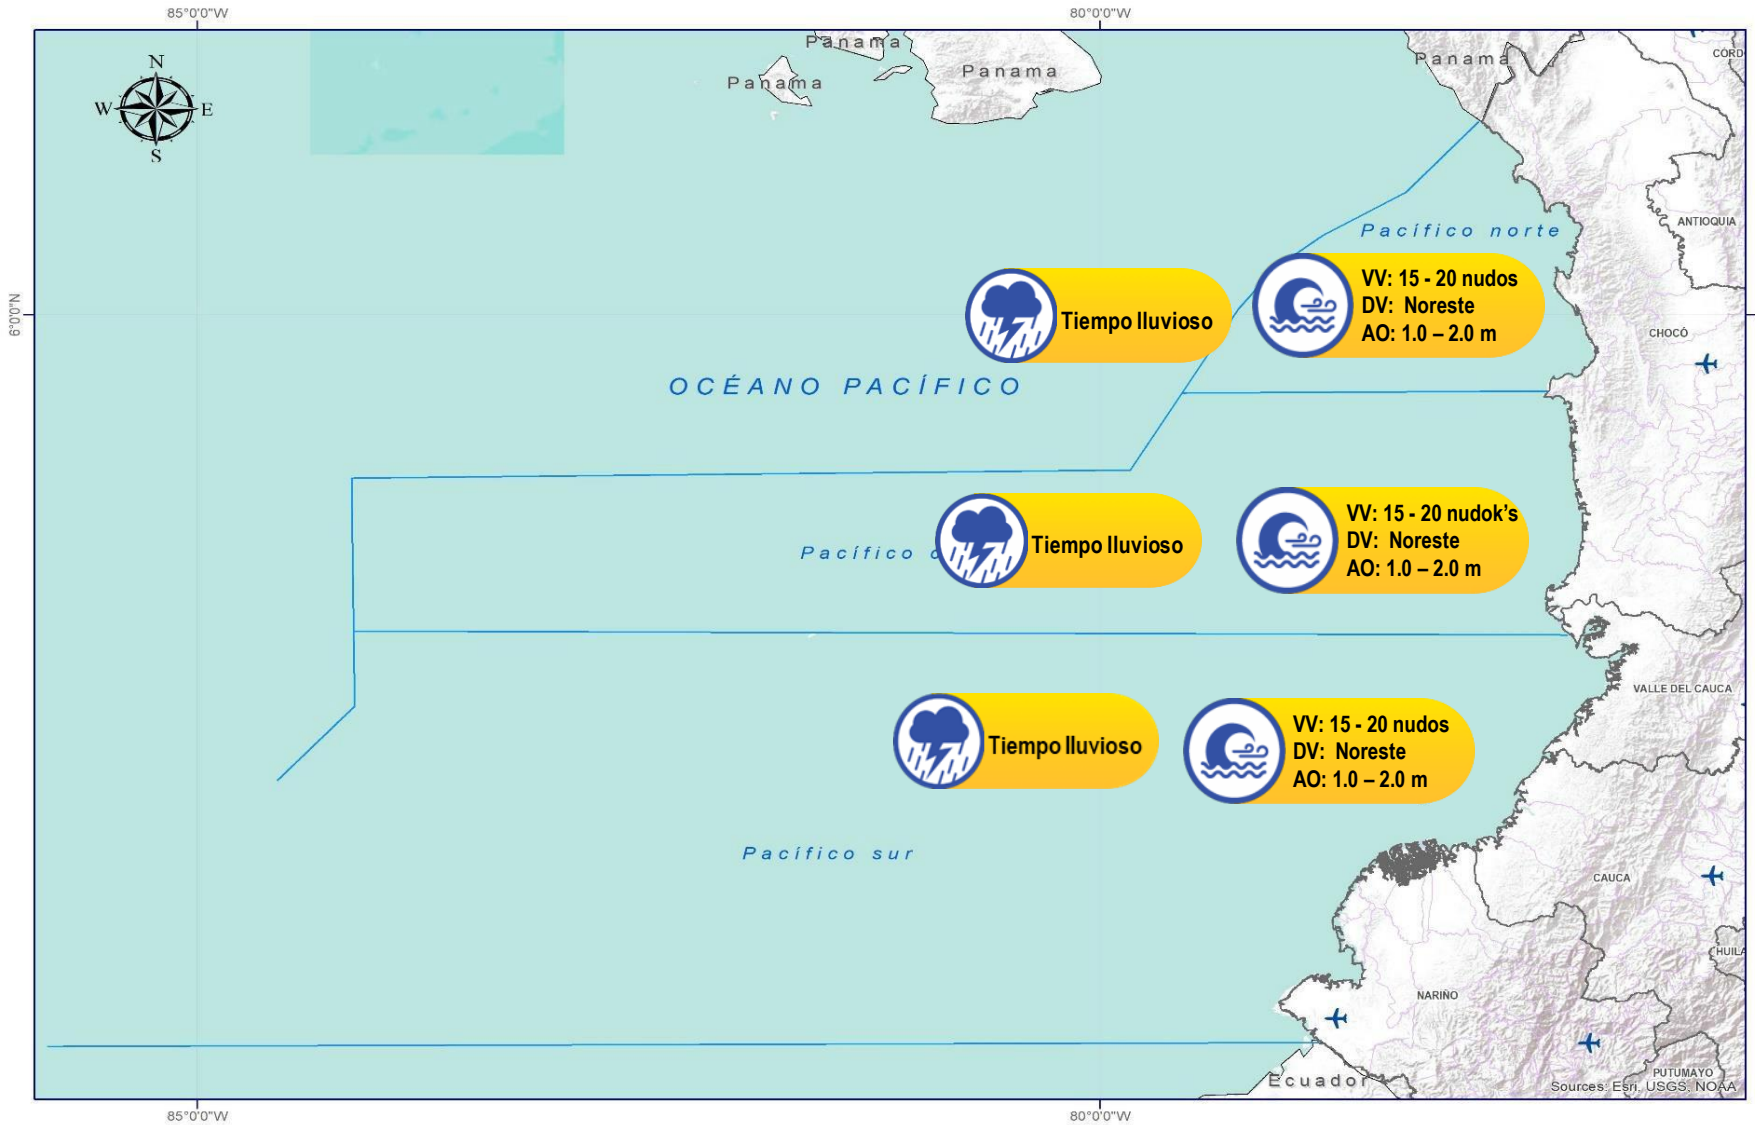 85°0'0"W
80°0'0"W
N
W
E
S
Panama
Panama
Panama
Panama
ANTIOQUIA
Pacífico norte
6°0'0"N
Tiempo lluvioso
VV: 15 - 20 nudos
DV: Noreste
AO: 1.0 – 2.0 m
CHOCÓ
OCÉANO PACÍFICO
Pacífico
Tiempo lluvioso
VV: 15 - 20 nudok's
DV: Noreste
AO: 1.0 – 2.0 m
VALLE DEL CAUCA
Tiempo lluvioso
VV: 15 - 20 nudos
DV: Noreste
AO: 1.0 – 2.0 m
Pacífico sur
CAUCA
HUILA
NARIÑO
PUTUMAYO
Ecuador
Sources: Esri, USGS, NOAA
85°0'0"W
80°0'0"W